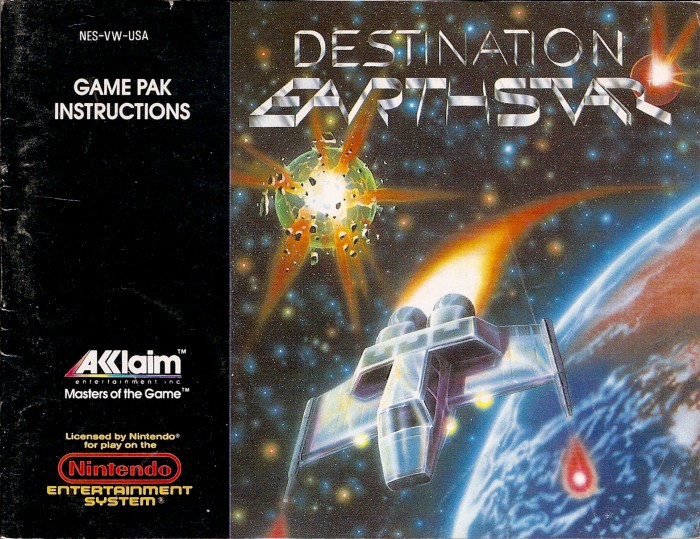 NES-VW-USA
GAME PAK
INSTRUCTIONS
DESTINATION
EARTHSTAR
AKklaim™
entertainment, inc.
Masters of the Game™
Licensed by Nintendo®
for play on the
Nintendo
ENTERTAINMENT
SYSTEM®